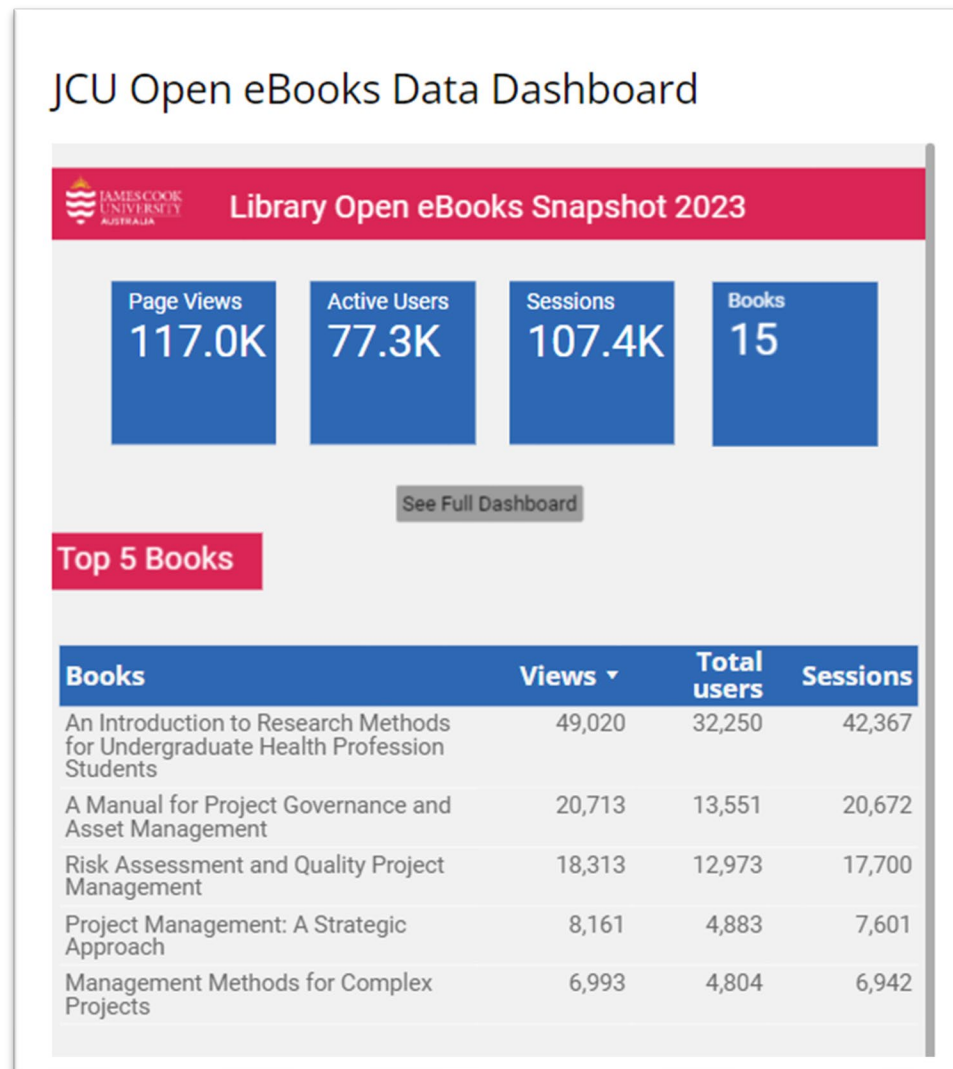 JCU Open eBooks Data Dashboard
JAMES COOK
UNIVERSITY
AUSTRALIA
Library Open eBooks Snapshot 2023
Page Views
117.0K
Active Users
77.3K
Sessions
107.4K
Books
15
See Full Dashboard
Top 5 Books
Books Views Total users Sessions
An Introduction to Research Methods 49,020 32,250 42,367
for Undergraduate Health Profession
Students
A Manual for Project Governance and 20,713 13,551 20,672
Asset Management
Risk Assessment and Quality Project 18,313 12,973 17,700
Management
Project Management: A Strategic 8,161 4,883 7,601
Approach
Management Methods for Complex 6,993 4,804 6,942
Projects